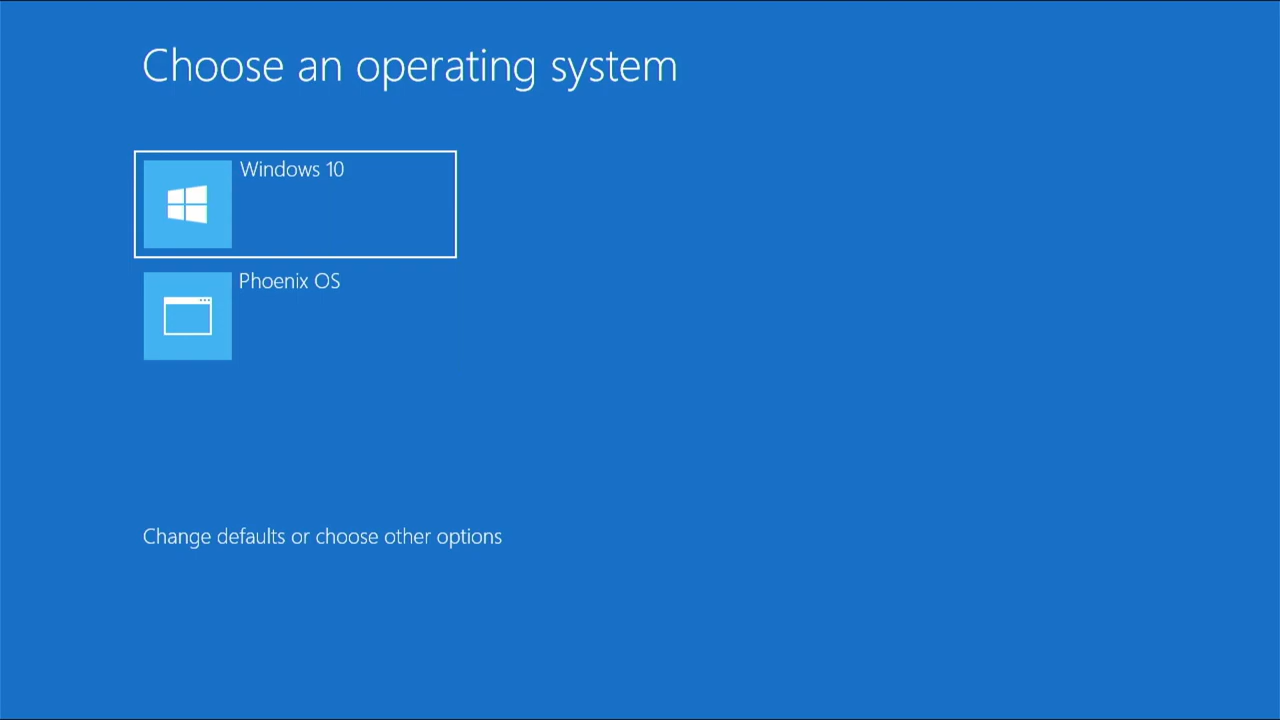 Choose an operating system
Windows 10
Phoenix OS
Change defaults or choose other options